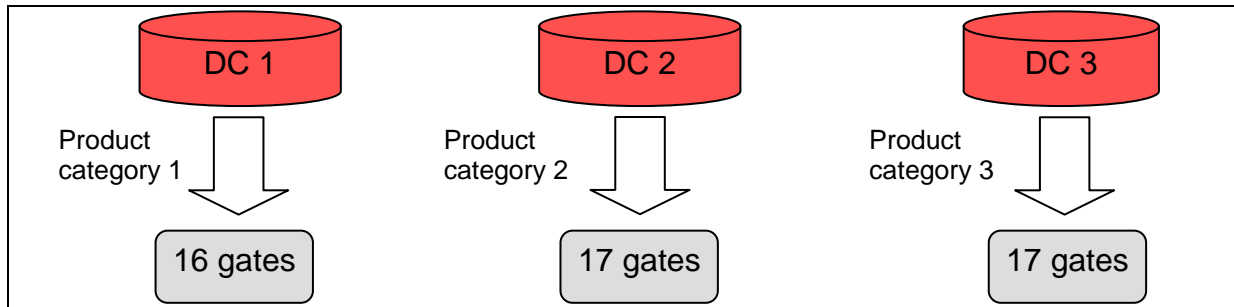 DC 1
DC 2
DC 3
Product
category 1
Product
category 2
Product
category 3
16 gates
17 gates
17 gates